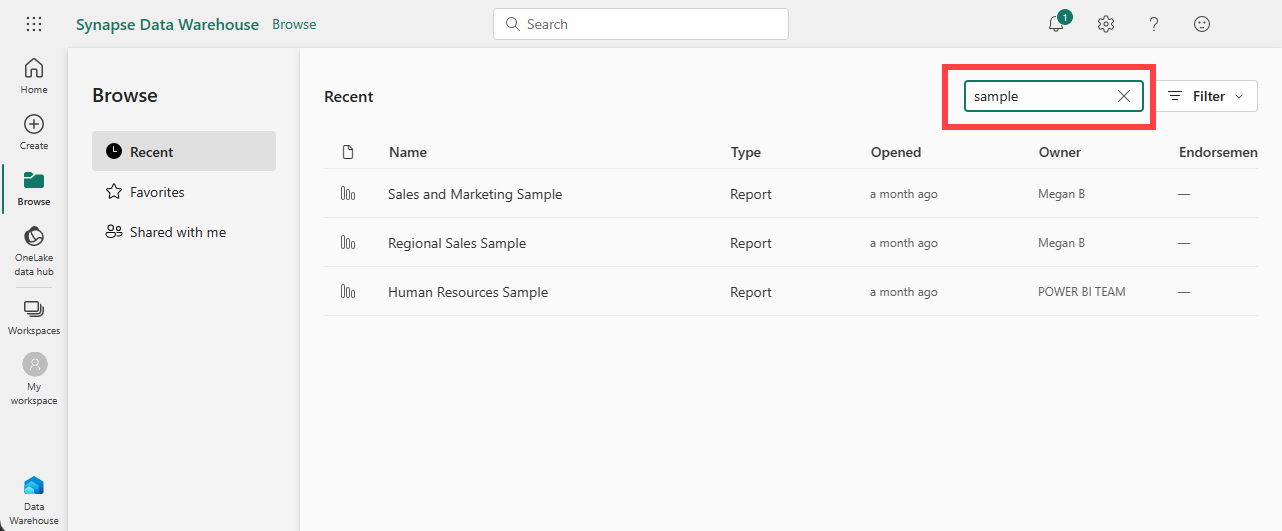 Synapse Data Warehouse Browse Search 1
Home
Create
Browse
OneLake
data hub
Workspaces
My
workspace
Data
Warehouse
Browse
Recent
Favorites
Shared with me
Recent sample Filter
Name Type Opened Owner Endorsemen
Sales and Marketing Sample Report a month ago Megan B —
Regional Sales Sample Report a month ago Megan B —
Human Resources Sample Report a month ago POWER BI TEAM —